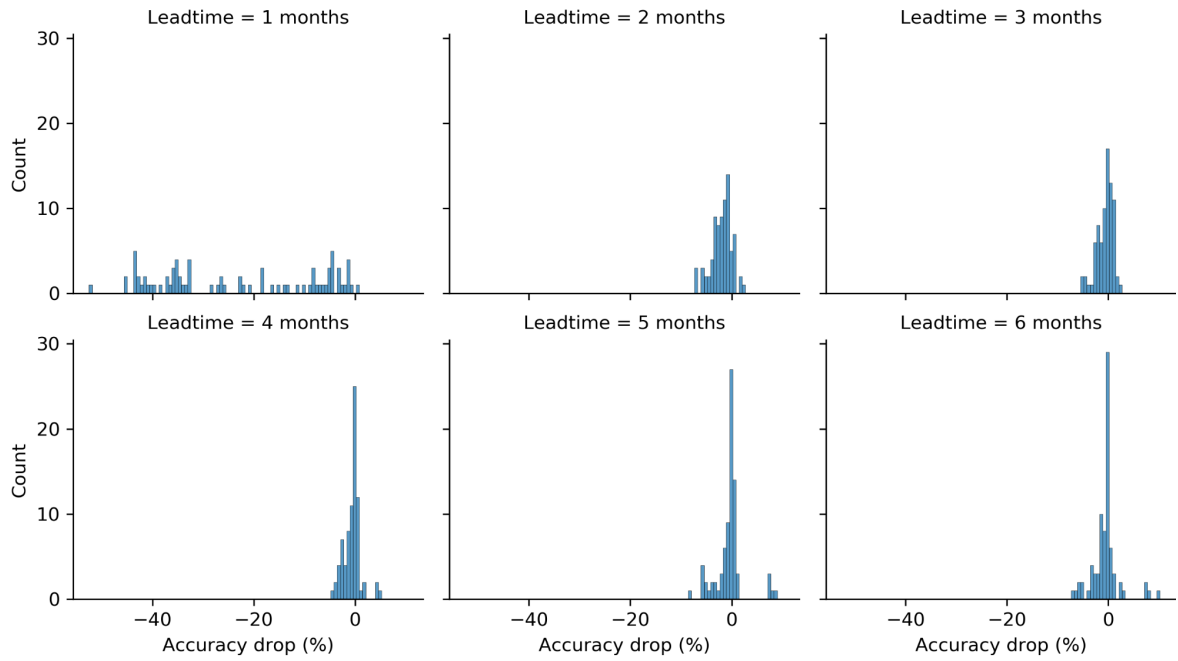 Leadtime = 1 months
Leadtime = 2 months
Leadtime = 3 months
30
20
10
0
Count
Leadtime = 4 months
Leadtime = 5 months
Leadtime = 6 months
30
20
10
0
Count
−40 −20 0
−40 −20 0
−40 −20 0
Accuracy drop (%)
Accuracy drop (%)
Accuracy drop (%)